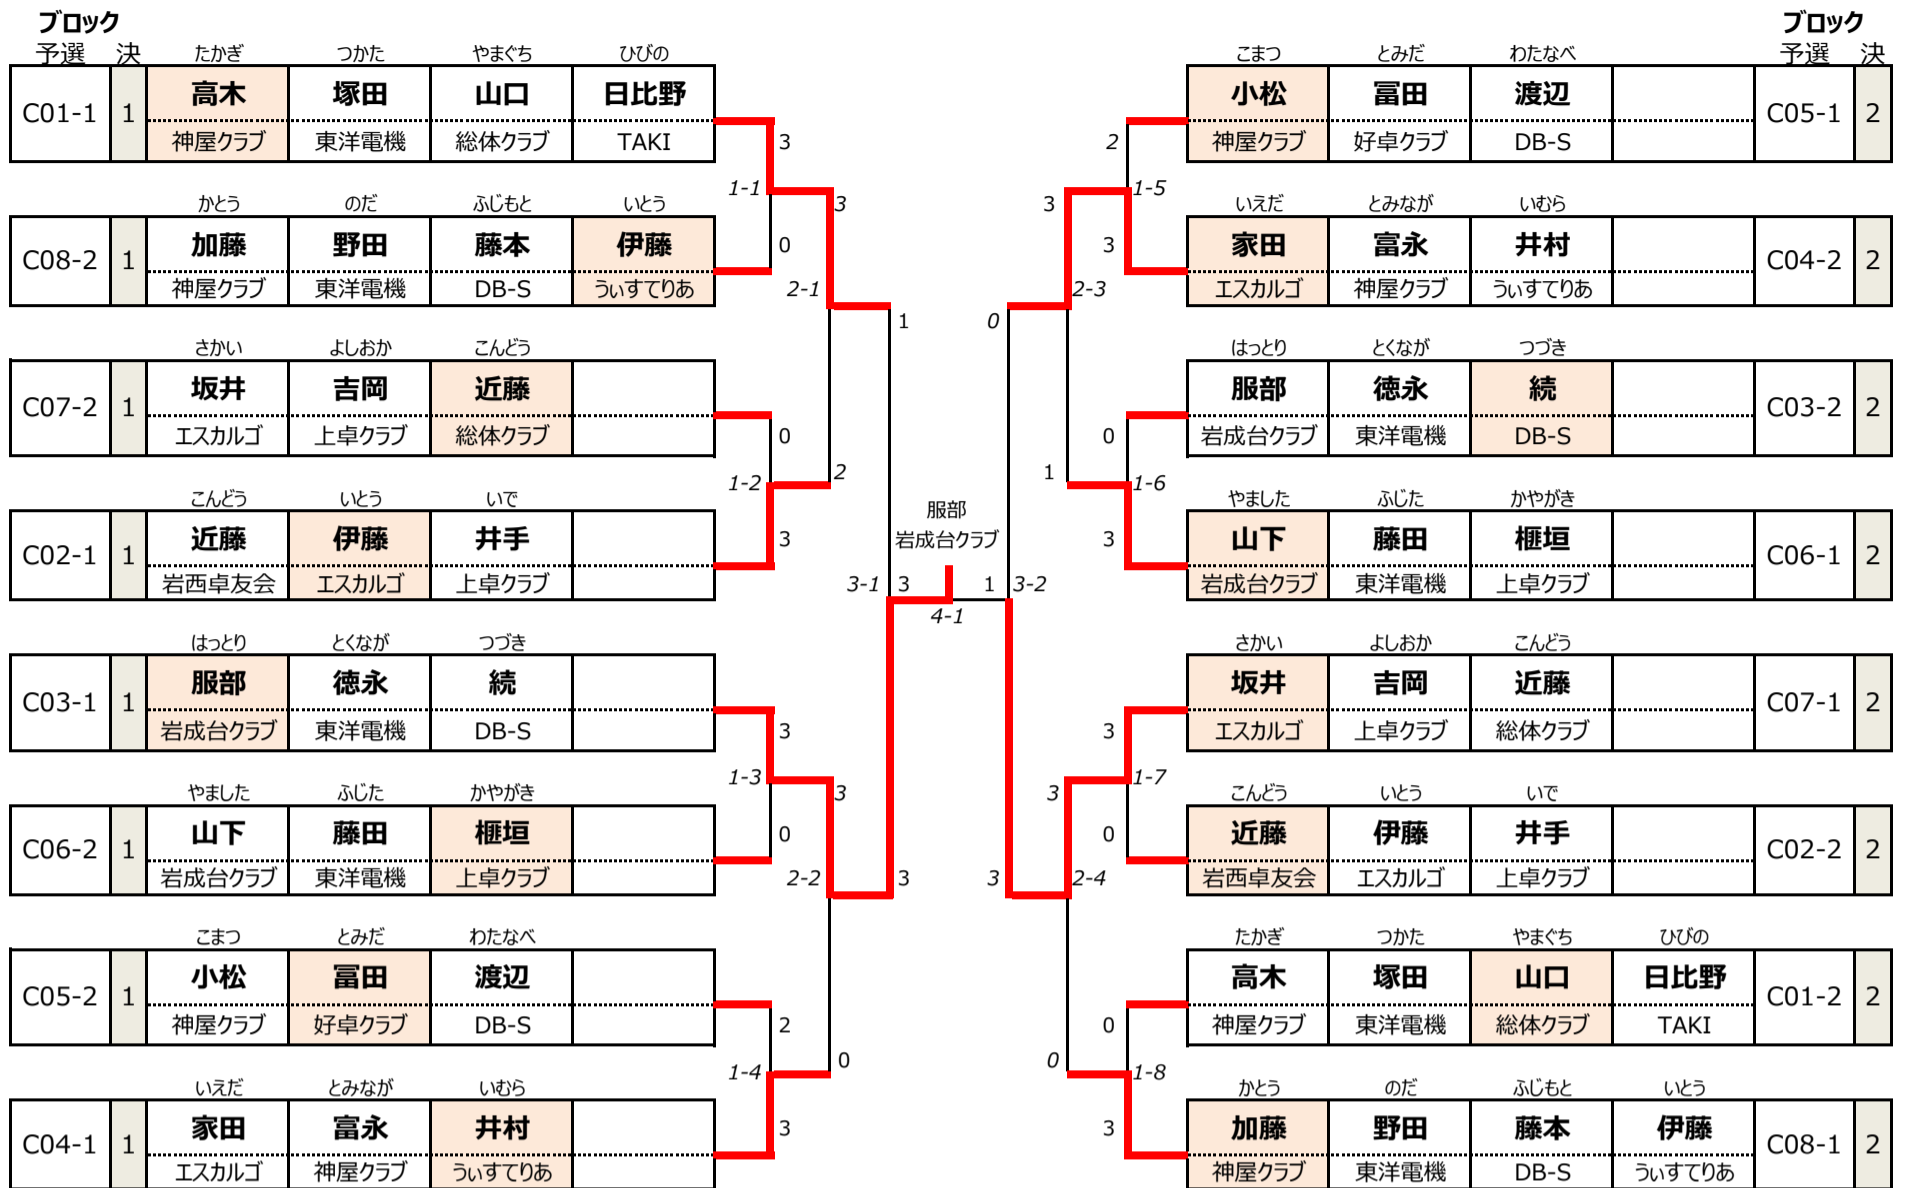 ブロック
予選 決
たかぎ つかた やまぐち ひびの
C01-1 1 高木 塚田 山口 日比野
神屋クラブ 東洋電機 総体クラブ TAKI
かとう のだ ふじもと いとう
C08-2 1 加藤 野田 藤本 伊藤
神屋クラブ 東洋電機 DB-S うぃすてりあ
さかい よしおか こんどう
C07-2 1 坂井 吉岡 近藤
エスカルゴ 上卓クラブ 総体クラブ
こんどう いとう いで
C02-1 1 近藤 伊藤 井手
岩西卓友会 エスカルゴ 上卓クラブ
はっとり とくなが つづき
C03-1 1 服部 徳永 続
岩成台クラブ 東洋電機 DB-S
やました ふじた かやがき
C06-2 1 山下 藤田 榧垣
岩成台クラブ 東洋電機 上卓クラブ
こまつ とみだ わたなべ
C05-2 1 小松 冨田 渡辺
神屋クラブ 好卓クラブ DB-S
いえだ とみなが いむら
C04-1 1 家田 富永 井村
エスカルゴ 神屋クラブ うぃすてりあ
3
1-1
0
0
1-2
3
3
1-3
0
2
1-4
3
3
2-1
2
3
2-2
0
1
3-1
3
服部
岩成台クラブ
3 1
4-1
0
3-2
3
3
2-3
1
3
2-4
0
2
1-5
3
0
1-6
3
3
1-7
0
0
1-8
3
ブロック
予選 決
こまつ とみだ わたなべ
小松 冨田 渡辺 C05-1 2
神屋クラブ 好卓クラブ DB-S
いえだ とみなが いむら
家田 富永 井村 C04-2 2
エスカルゴ 神屋クラブ うぃすてりあ
はっとり とくなが つづき
服部 徳永 続 C03-2 2
岩成台クラブ 東洋電機 DB-S
やました ふじた かやがき
山下 藤田 榧垣 C06-1 2
岩成台クラブ 東洋電機 上卓クラブ
さかい よしおか こんどう
坂井 吉岡 近藤 C07-1 2
エスカルゴ 上卓クラブ 総体クラブ
こんどう いとう いで
近藤 伊藤 井手 C02-2 2
岩西卓友会 エスカルゴ 上卓クラブ
たかぎ つかた やまぐち ひびの
高木 塚田 山口 日比野 C01-2 2
神屋クラブ 東洋電機 総体クラブ TAKI
かとう のだ ふじもと いとう
加藤 野田 藤本 伊藤 C08-1 2
神屋クラブ 東洋電機 DB-S うぃすてりあ